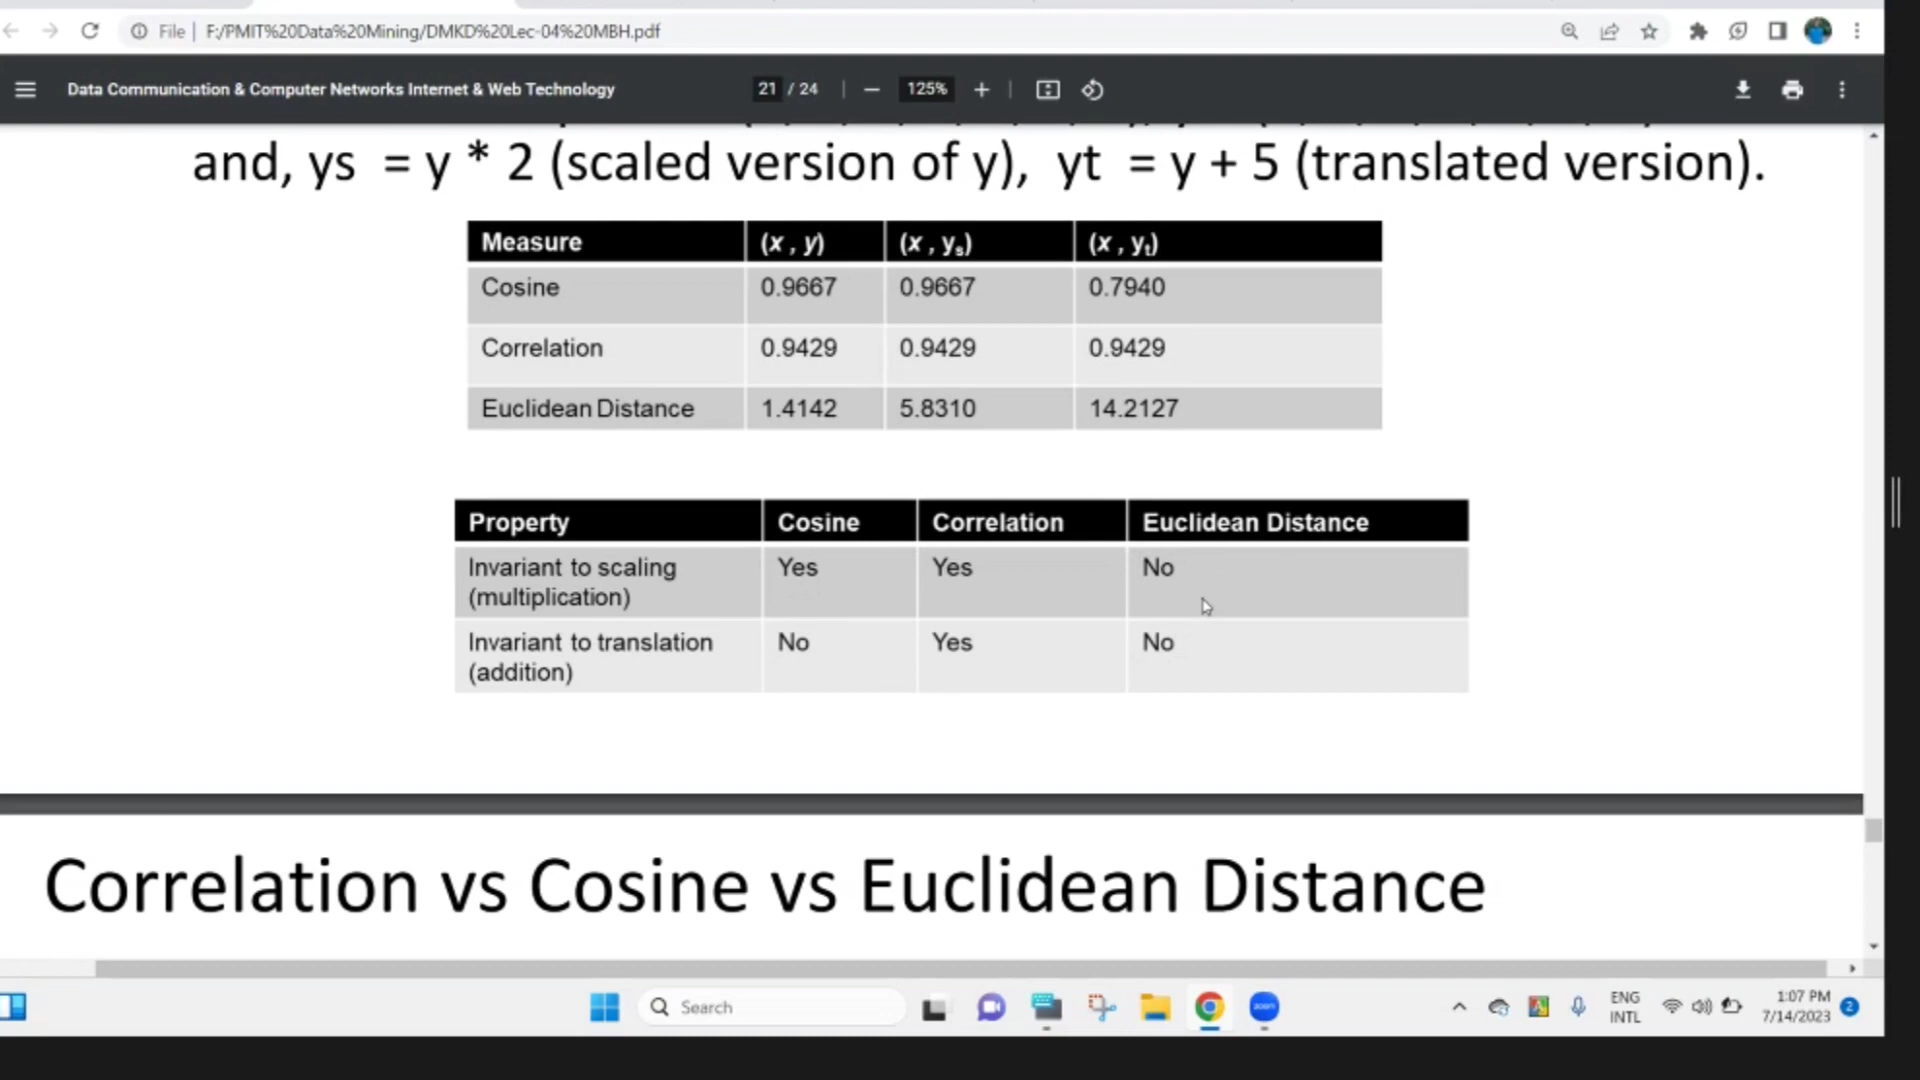 File | F:/PMIT%20Data%20Mining/DMKD%20Lec-04%20MBH.pdf
Data Communication & Computer Networks Internet & Web Technology 21 / 24 125%
and, ys = y * 2 (scaled version of y), yt = y + 5 (translated version).
Measure (x , y) (x , yₛ) (x , yₜ)
Cosine 0.9667 0.9667 0.7940
Correlation 0.9429 0.9429 0.9429
Euclidean Distance 1.4142 5.8310 14.2127
Property Cosine Correlation Euclidean Distance
Invariant to scaling Yes Yes No
(multiplication)
Invariant to translation No Yes No
(addition)
Correlation vs Cosine vs Euclidean Distance
Search zoom ENG 1:07 PM
INTL 7/14/2023 2